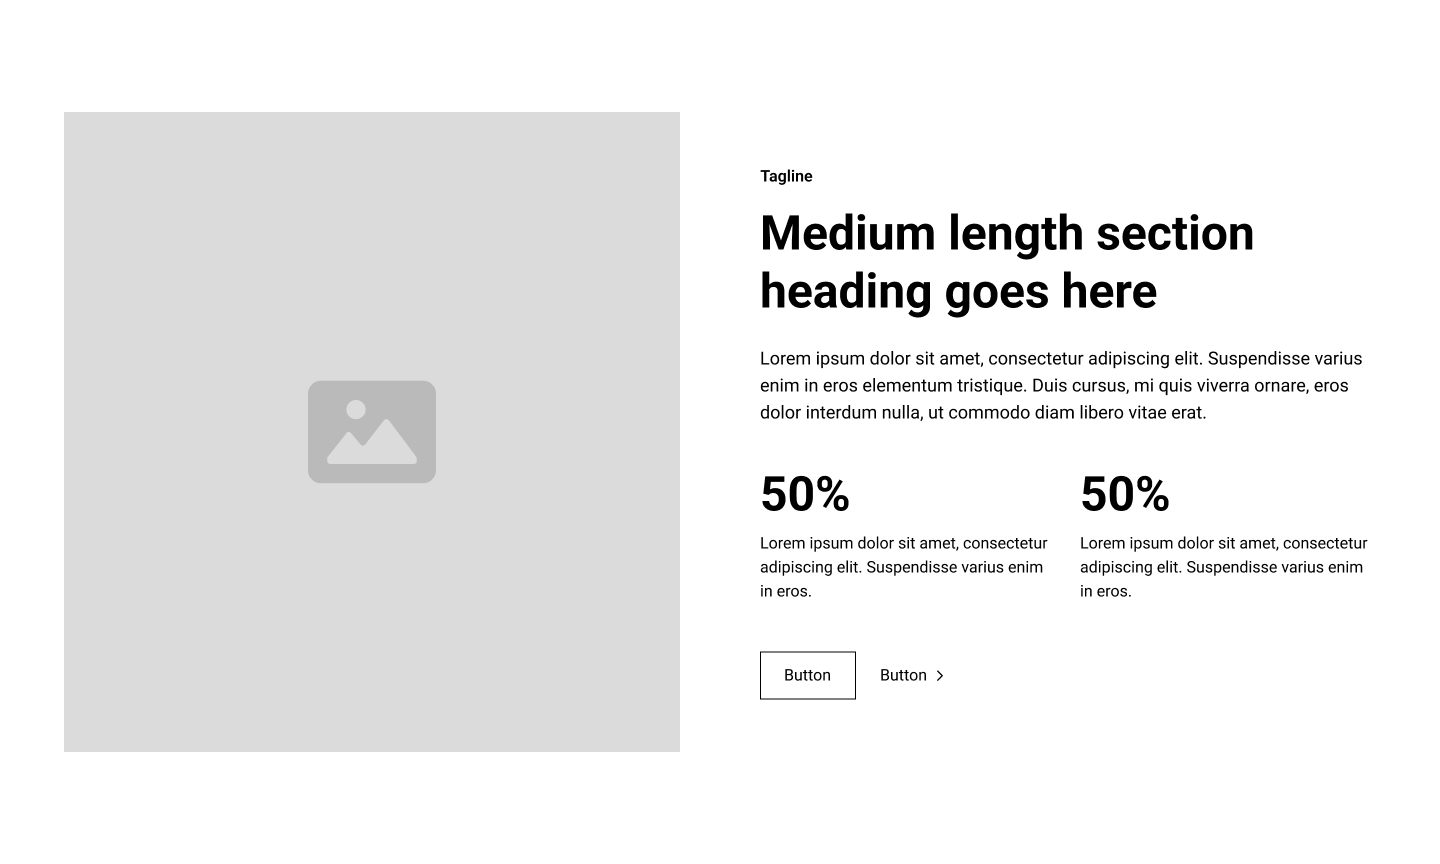 Tagline
Medium length section
heading goes here
Lorem ipsum dolor sit amet, consectetur adipiscing elit. Suspendisse varius
enim in eros elementum tristique. Duis cursus, mi quis viverra ornare, eros
dolor interdum nulla, ut commodo diam libero vitae erat.
50%
Lorem ipsum dolor sit amet, consectetur
adipiscing elit. Suspendisse varius enim
in eros.
50%
Lorem ipsum dolor sit amet, consectetur
adipiscing elit. Suspendisse varius enim
in eros.
Button
Button